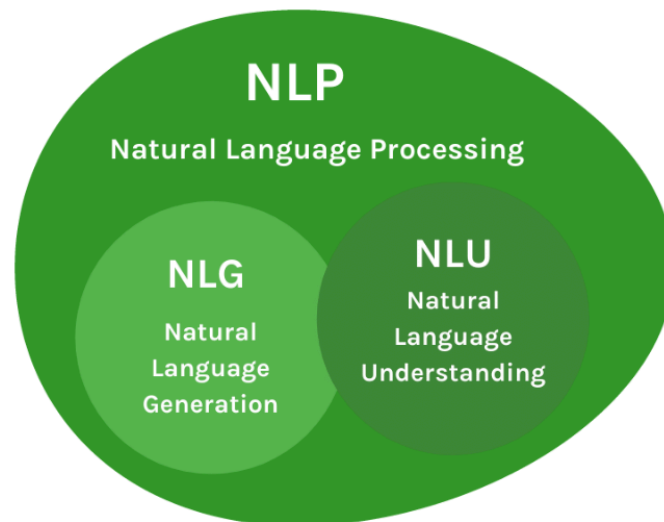 NLP
Natural Language Processing
NLG
Natural
Language
Generation
NLU
Natural
Language
Understanding